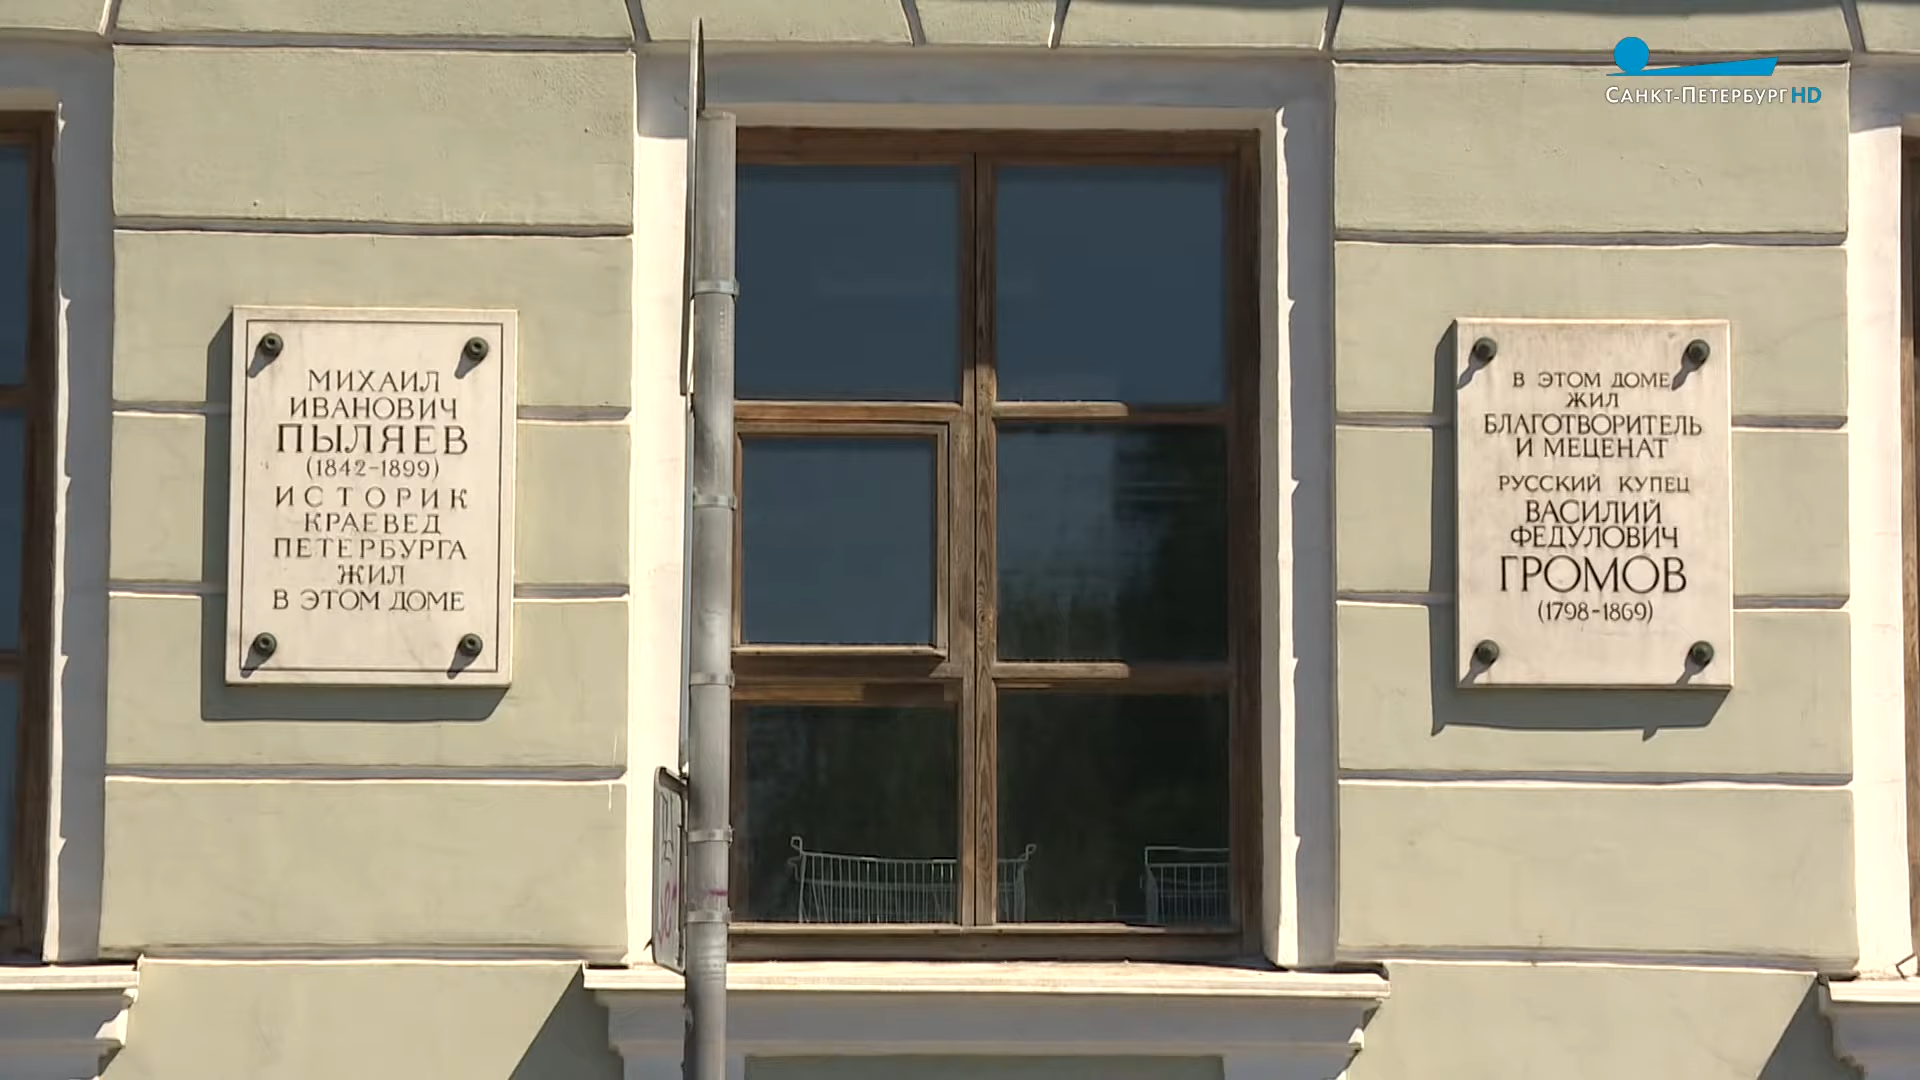 САНКТ-ПЕТЕРБУРГ HD
МИХАИЛ
ИВАНОВИЧ
ПЫЛЯЕВ
(1842-1899)
ИСТОРИК
КРАЕВЕД
ПЕТЕРБУРГА
ЖИЛ
В ЭТОМ ДОМЕ
В ЭТОМ ДОМЕ
ЖИЛ
БЛАГОТВОРИТЕЛЬ
И МЕЦЕНАТ
РУССКИЙ КУПЕЦ
ВАСИЛИЙ
ФЕДУЛОВИЧ
ГРОМОВ
(1798-1869)